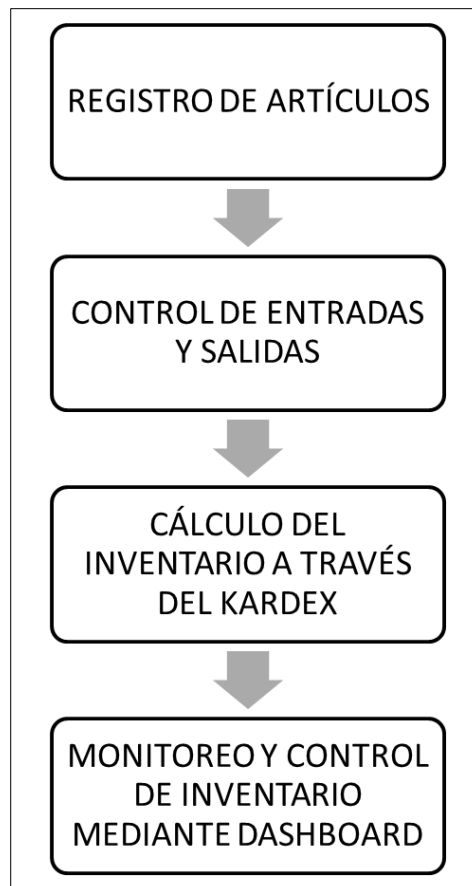 REGISTRO DE ARTÍCULOS
CONTROL DE ENTRADAS
Y SALIDAS
CÁLCULO DEL
INVENTARIO A TRAVÉS
DEL KARDEX
MONITOREO Y CONTROL
DE INVENTARIO
MEDIANTE DASHBOARD